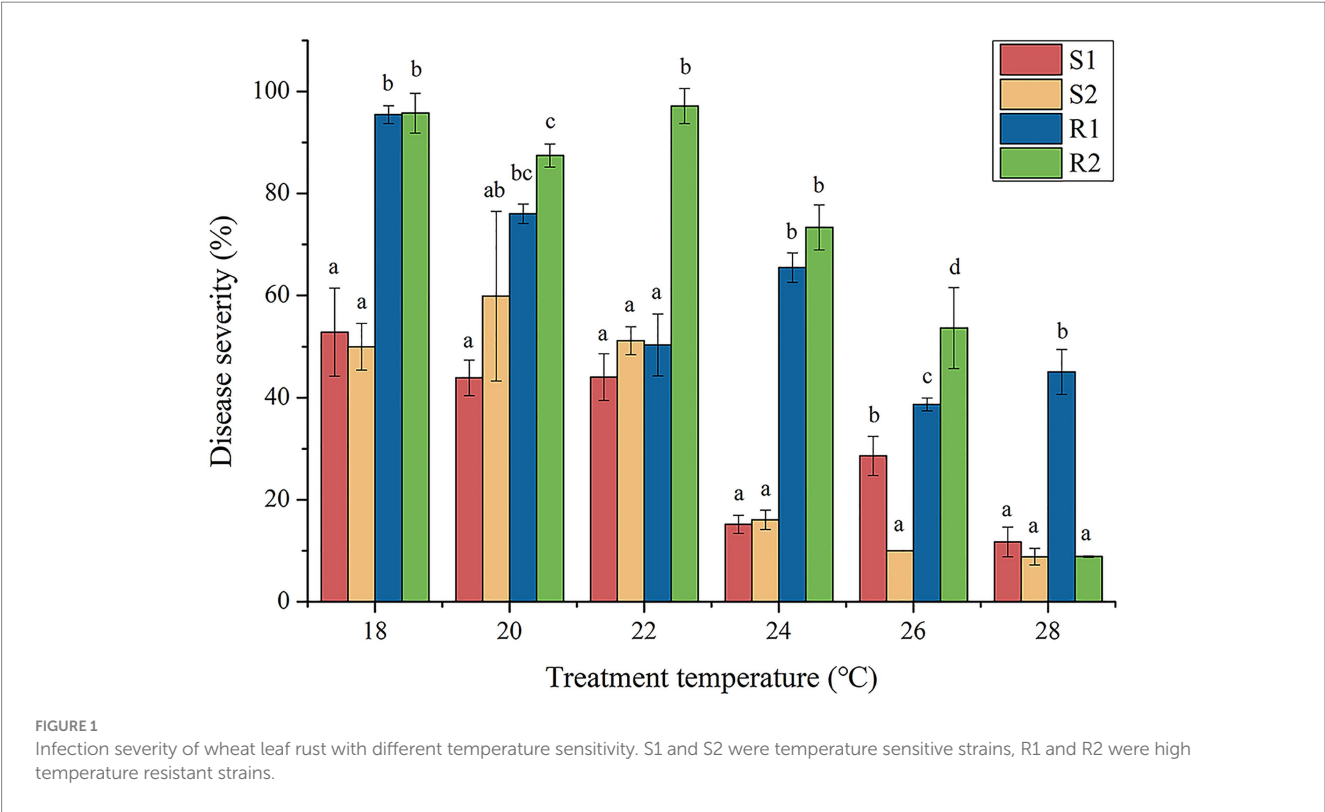 S1
S2
R1
R2
Disease severity (%)
100
80
60
40
20
0
a a b b
a ab bc c
a a a b
a a b b
b a c d
a a b a
18 20 22 24 26 28
Treatment temperature (°C)
FIGURE 1
Infection severity of wheat leaf rust with different temperature sensitivity. S1 and S2 were temperature sensitive strains, R1 and R2 were high
temperature resistant strains.